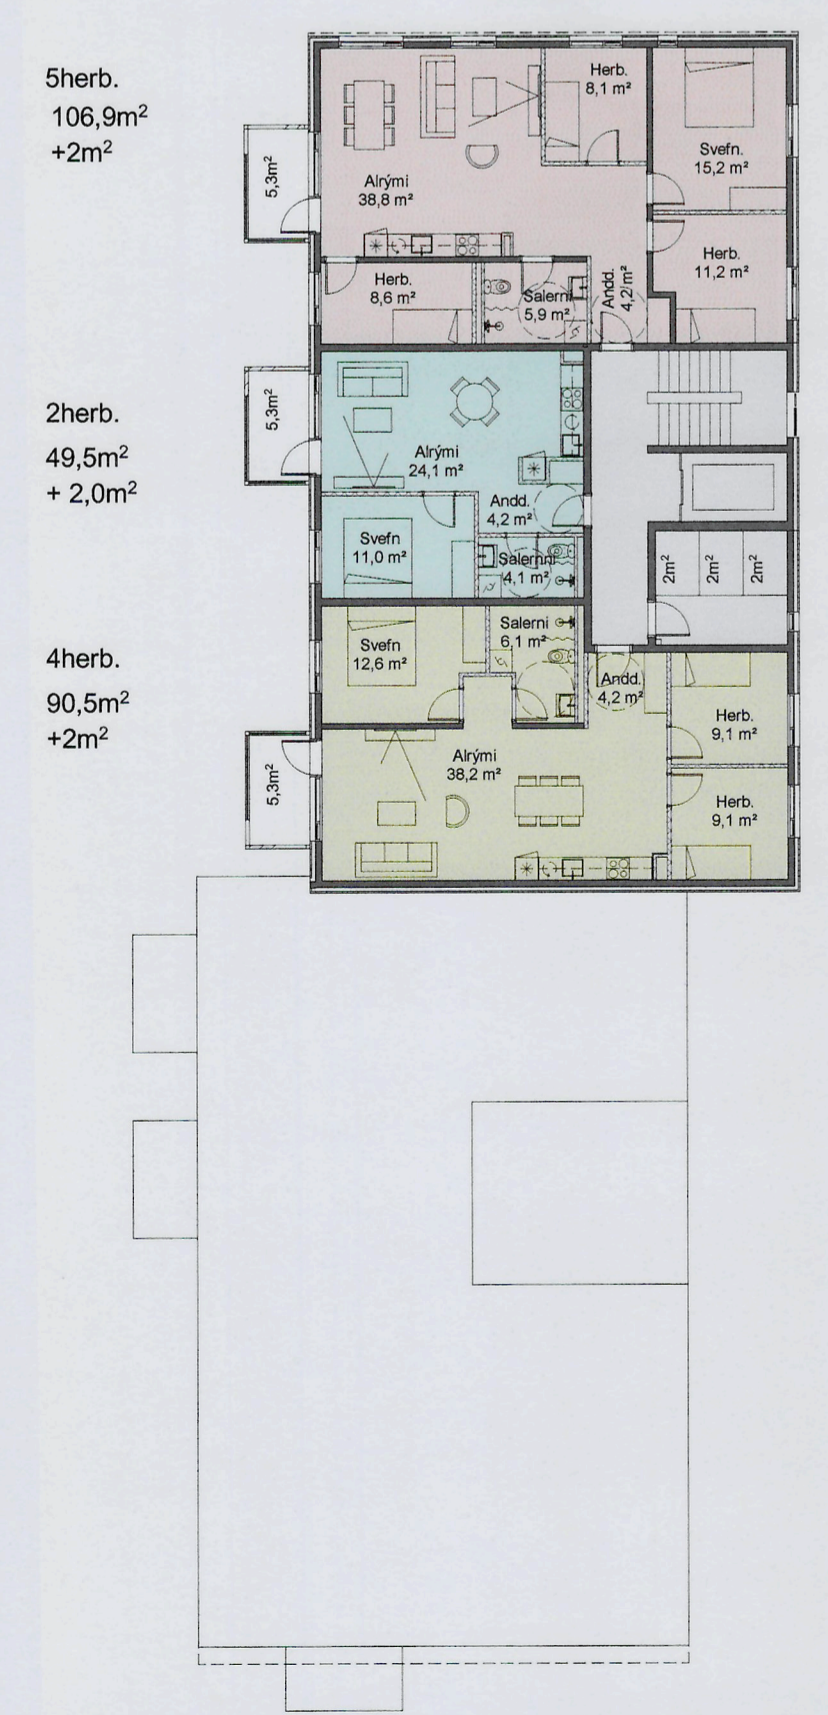 5herb.
106,9m²
+2m²
5,3m²
Alrými
38,8 m²
Herb.
8,1 m²
Svefn.
15,2 m²
Herb.
11,2 m²
Herb.
8,6 m²
Salerni
5,9 m²
Andd.
4,2 m²
2herb.
49,5m²
+ 2,0m²
5,3m²
Alrými
24,1 m²
Andd.
4,2 m²
Svefn
11,0 m²
Salernni
4,1 m²
2m²
2m²
2m²
4herb.
90,5m²
+2m²
5,3m²
Svefn
12,6 m²
Salerni
6,1 m²
Andd.
4,2 m²
Herb.
9,1 m²
Alrými
38,2 m²
Herb.
9,1 m²